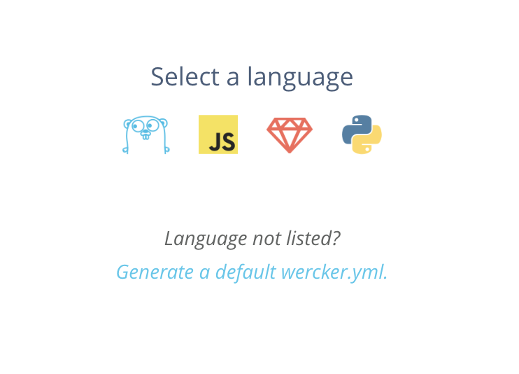 Select a language
JS
Language not listed?
Generate a default wercker.yml.